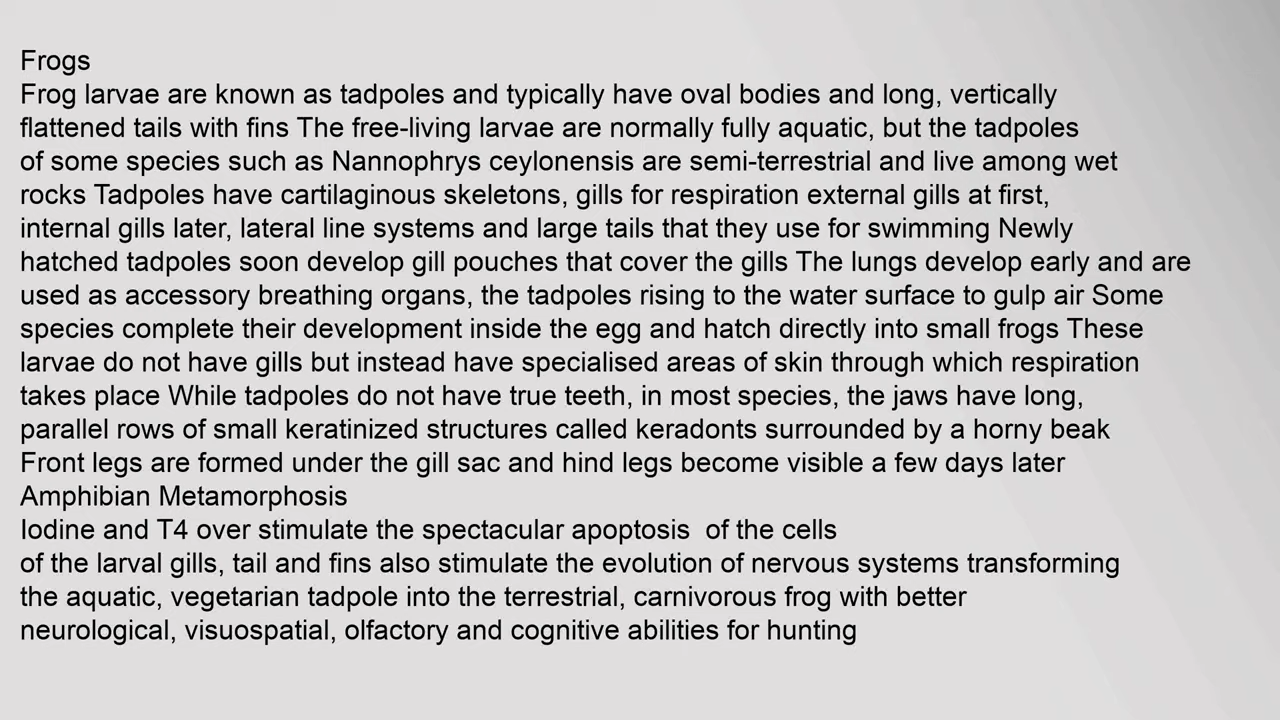 Frogs
Frog larvae are known as tadpoles and typically have oval bodies and long, vertically
flattened tails with fins The free-living larvae are normally fully aquatic, but the tadpoles
of some species such as Nannophrys ceylonensis are semi-terrestrial and live among wet
rocks Tadpoles have cartilaginous skeletons, gills for respiration external gills at first,
internal gills later, lateral line systems and large tails that they use for swimming Newly
hatched tadpoles soon develop gill pouches that cover the gills The lungs develop early and are
used as accessory breathing organs, the tadpoles rising to the water surface to gulp air Some
species complete their development inside the egg and hatch directly into small frogs These
larvae do not have gills but instead have specialised areas of skin through which respiration
takes place While tadpoles do not have true teeth, in most species, the jaws have long,
parallel rows of small keratinized structures called keradonts surrounded by a horny beak
Front legs are formed under the gill sac and hind legs become visible a few days later
Amphibian Metamorphosis
Iodine and T4 over stimulate the spectacular apoptosis  of the cells
of the larval gills, tail and fins also stimulate the evolution of nervous systems transforming
the aquatic, vegetarian tadpole into the terrestrial, carnivorous frog with better
neurological, visuospatial, olfactory and cognitive abilities for hunting